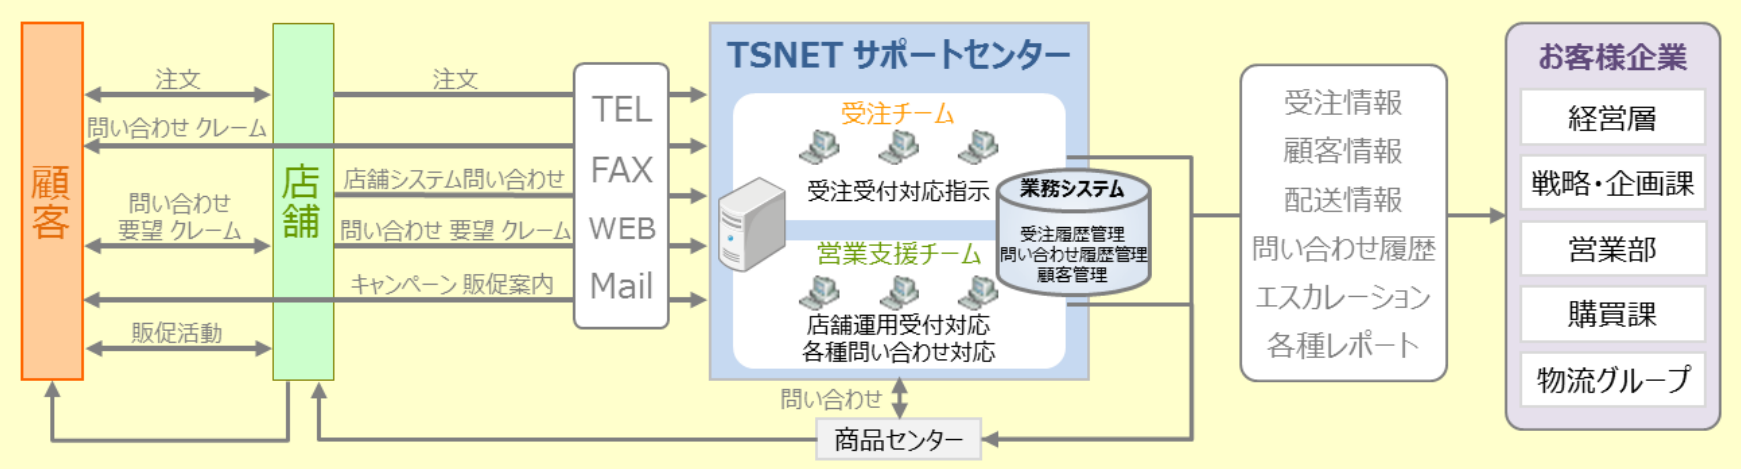 顧客
注文
問い合わせ クレーム
問い合わせ
要望 クレーム
販促活動
店舗
注文
店舗システム問い合わせ
問い合わせ 要望 クレーム
キャンペーン 販促案内
TEL
FAX
WEB
Mail
TSNET サポートセンター
受注チーム
受注受付対応指示
営業支援チーム
店舗運用受付対応
各種問い合わせ対応
業務システム
受注履歴管理
問い合わせ履歴管理
顧客管理
問い合わせ
商品センター
受注情報
顧客情報
配送情報
問い合わせ履歴
エスカレーション
各種レポート
お客様企業
経営層
戦略・企画課
営業部
購買課
物流グループ